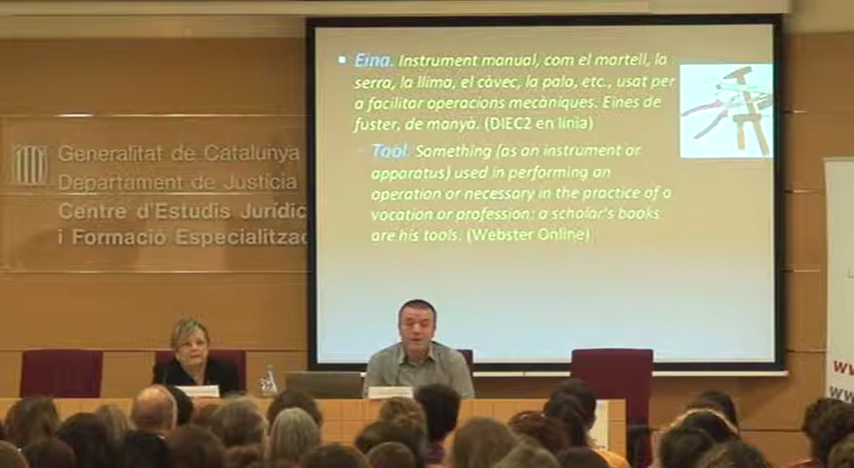 Eina. Instrument manual, com el martell, la
serra, la llima, el càvec, la pala, etc., usat per
a facilitar operacions mecàniques. Eines de
fuster, de manyà. (DIEC2 en línia)
Tool. Something (as an instrument or
apparatus) used in performing an
operation or necessary in the practice of a
vocation or profession: a scholar's books
are his tools. (Webster Online)
Generalitat de Catalunya
Departament de Justícia
Centre d'Estudis Jurídic
i Formació Especialitzac